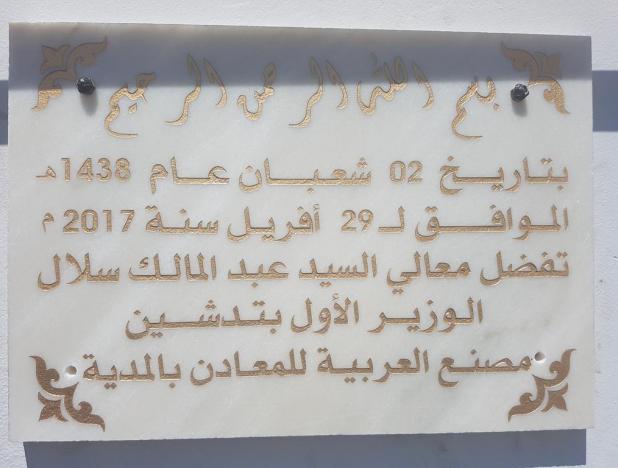 بسم الله الرحمن الرحيم
بتاريخ 02 شعبان عام 1438هـ
الموافق لـ 29 أفريل سنة 2017 م
تفضل معالي السيد عبد المالك سلال
الوزير الأول بتدشين
مصنع العربية للمعادن بالمدية